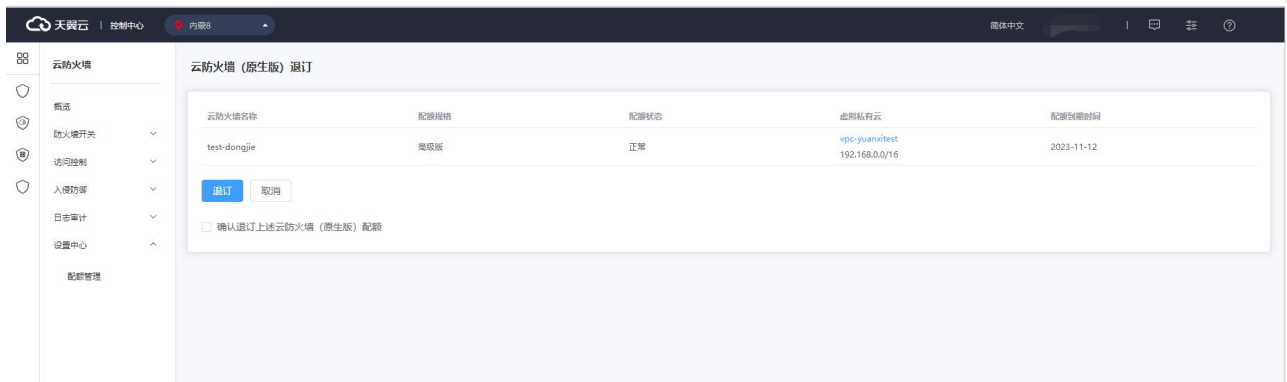 天翼云 | 控制中心 内蒙8 简体中文
云防火墙
概览
防火墙开关
访问控制
入侵防御
日志审计
设置中心
配额管理
云防火墙（原生版）退订
云防火墙名称 配额规格 配额状态 虚拟私有云 配额到期时间
test-dongjie 高级版 正常 vpc-yuanxitest 2023-11-12
192.168.0.0/16
退订 取消
确认退订上述云防火墙（原生版）配额